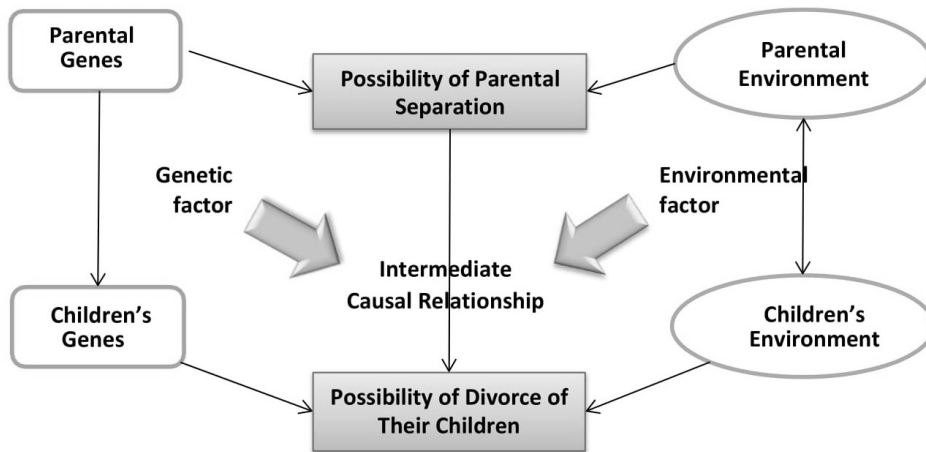 Parental
Genes
Possibility of Parental
Separation
Parental
Environment
Genetic
factor
Environmental
factor
Intermediate
Causal Relationship
Children's
Genes
Children's
Environment
Possibility of Divorce of
Their Children